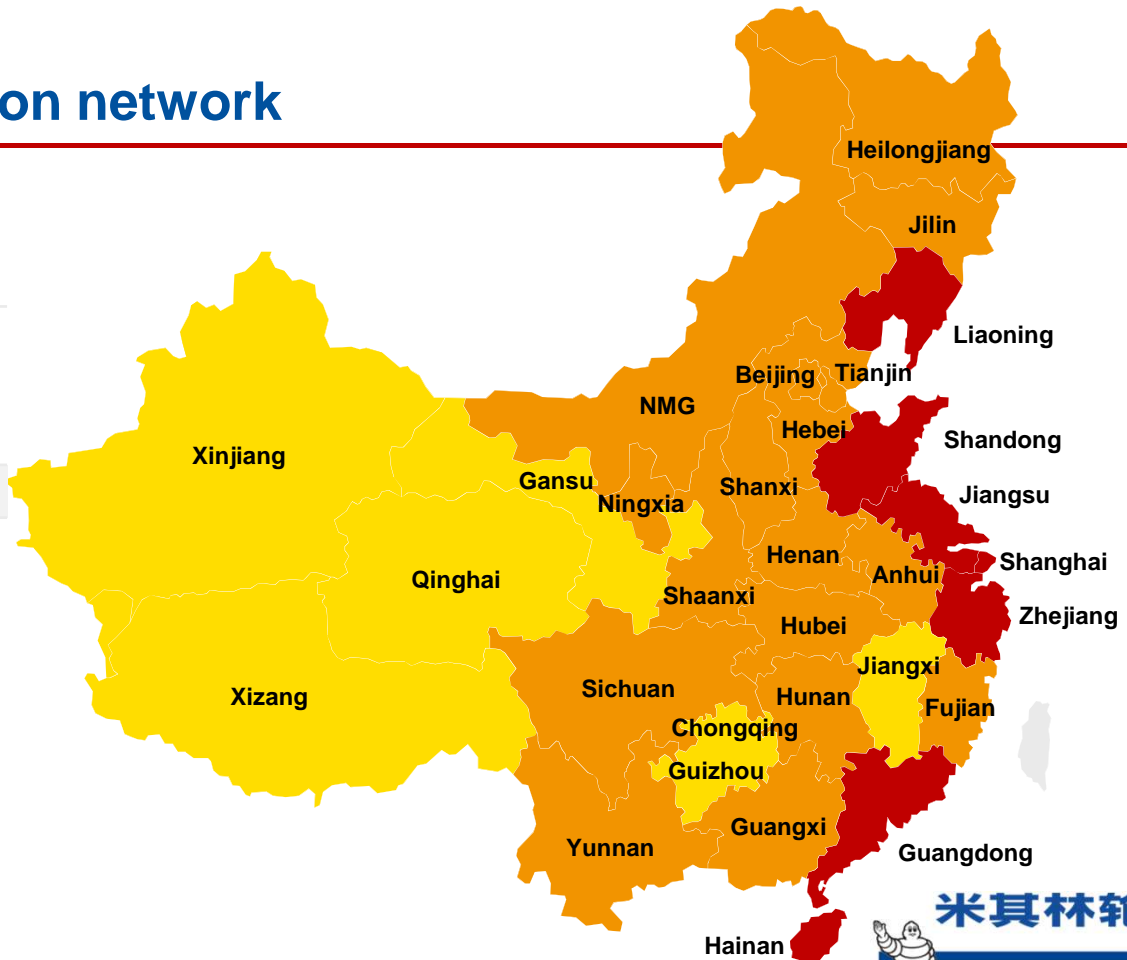 on network
Heilongjiang
Jilin
Liaoning
Beijing
Tianjin
NMG
Hebei
Shandong
Xinjiang
Gansu
Shanxi
Jiangsu
Ningxia
Henan
Shanghai
Anhui
Qinghai
Shaanxi
Zhejiang
Hubei
Jiangxi
Sichuan
Hunan
Xizang
Fujian
Chongqing
Guizhou
Guangxi
Yunnan
Guangdong
米其林轮
Hainan